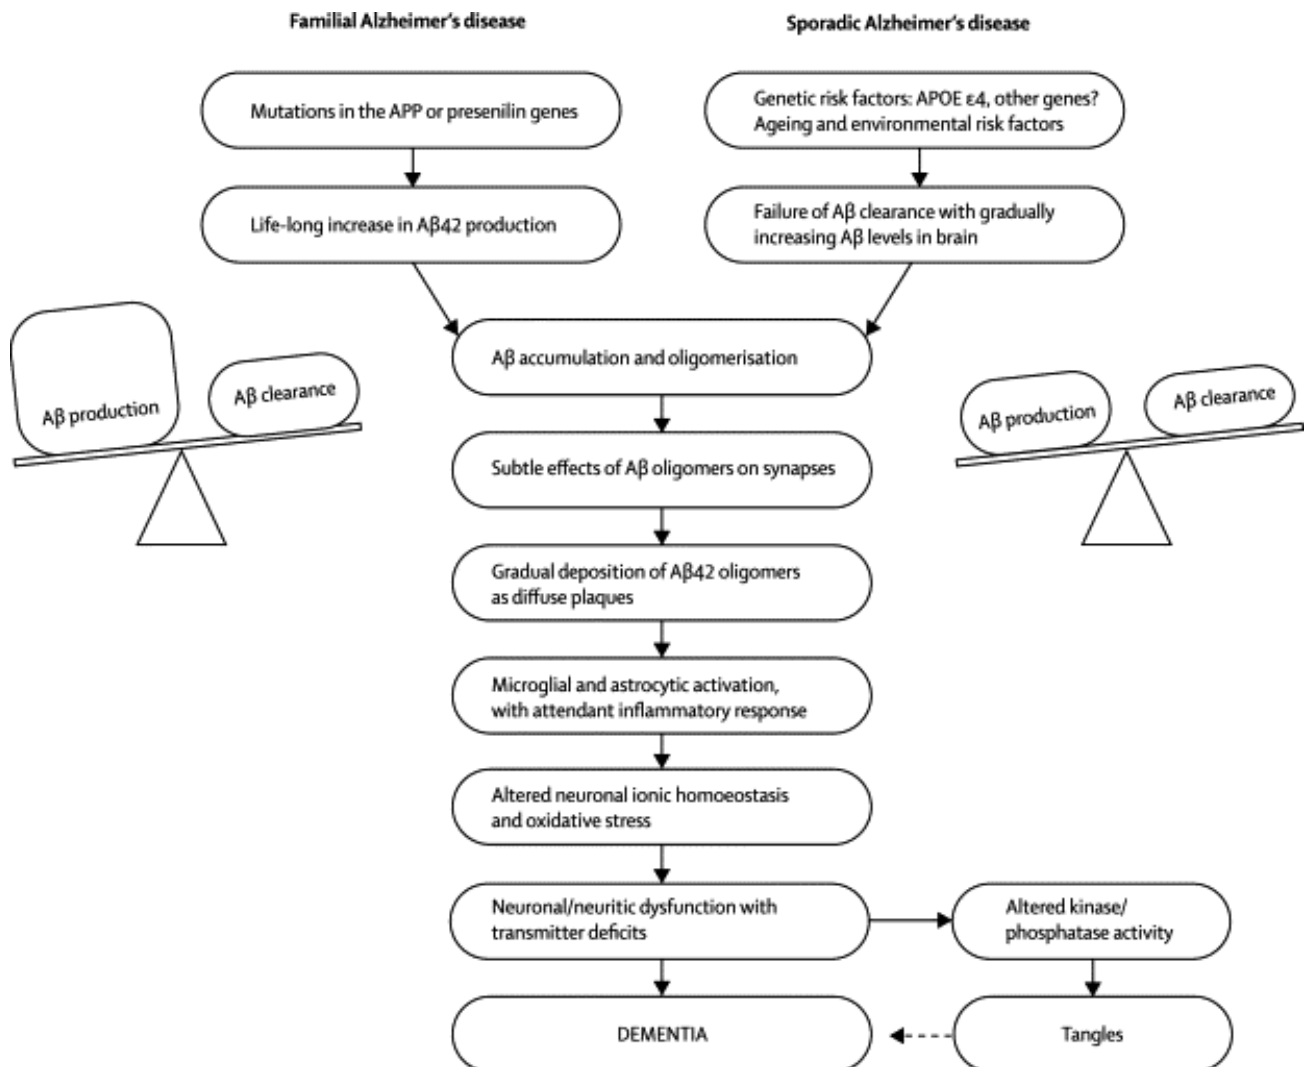 Familial Alzheimer's disease
Sporadic Alzheimer's disease
Mutations in the APP or presenilin genes
Genetic risk factors: APOE ε4, other genes?
Ageing and environmental risk factors
Life-long increase in Aβ42 production
Failure of Aβ clearance with gradually
increasing Aβ levels in brain
Aβ production
Aβ clearance
Aβ accumulation and oligomerisation
Aβ production
Aβ clearance
Subtle effects of Aβ oligomers on synapses
Gradual deposition of Aβ42 oligomers
as diffuse plaques
Microglial and astrocytic activation,
with attendant inflammatory response
Altered neuronal ionic homoeostasis
and oxidative stress
Neuronal/neuritic dysfunction with
transmitter deficits
Altered kinase/
phosphatase activity
DEMENTIA
Tangles